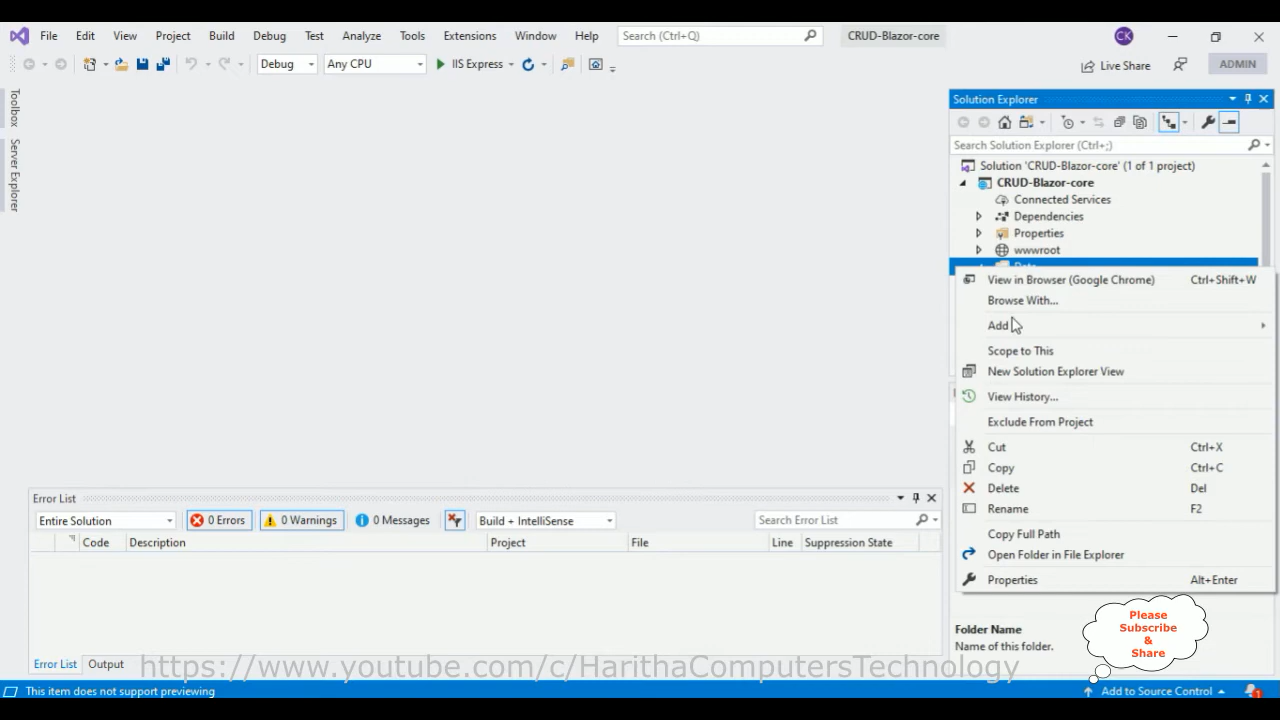 File Edit View Project Build Debug Test Analyze Tools Extensions Window Help Search (Ctrl+Q) CRUD-Blazor-core CK
Debug Any CPU IIS Express Live Share ADMIN
Toolbox
Server Explorer
Solution Explorer
Search Solution Explorer (Ctrl+;)
Solution 'CRUD-Blazor-core' (1 of 1 project)
CRUD-Blazor-core
Connected Services
Dependencies
Properties
wwwroot
View in Browser (Google Chrome) Ctrl+Shift+W
Browse With...
Add
Scope to This
New Solution Explorer View
View History...
Exclude From Project
Cut Ctrl+X
Copy Ctrl+C
Delete Del
Rename F2
Copy Full Path
Open Folder in File Explorer
Properties Alt+Enter
Folder Name
Name of this folder.
Error List
Entire Solution 0 Errors 0 Warnings 0 Messages Build + IntelliSense Search Error List
Code Description Project File Line Suppression State
Error List Output
https://www.youtube.com/c/HarithaComputersTechnology
Please
Subscribe
&
Share
This item does not support previewing Add to Source Control 1